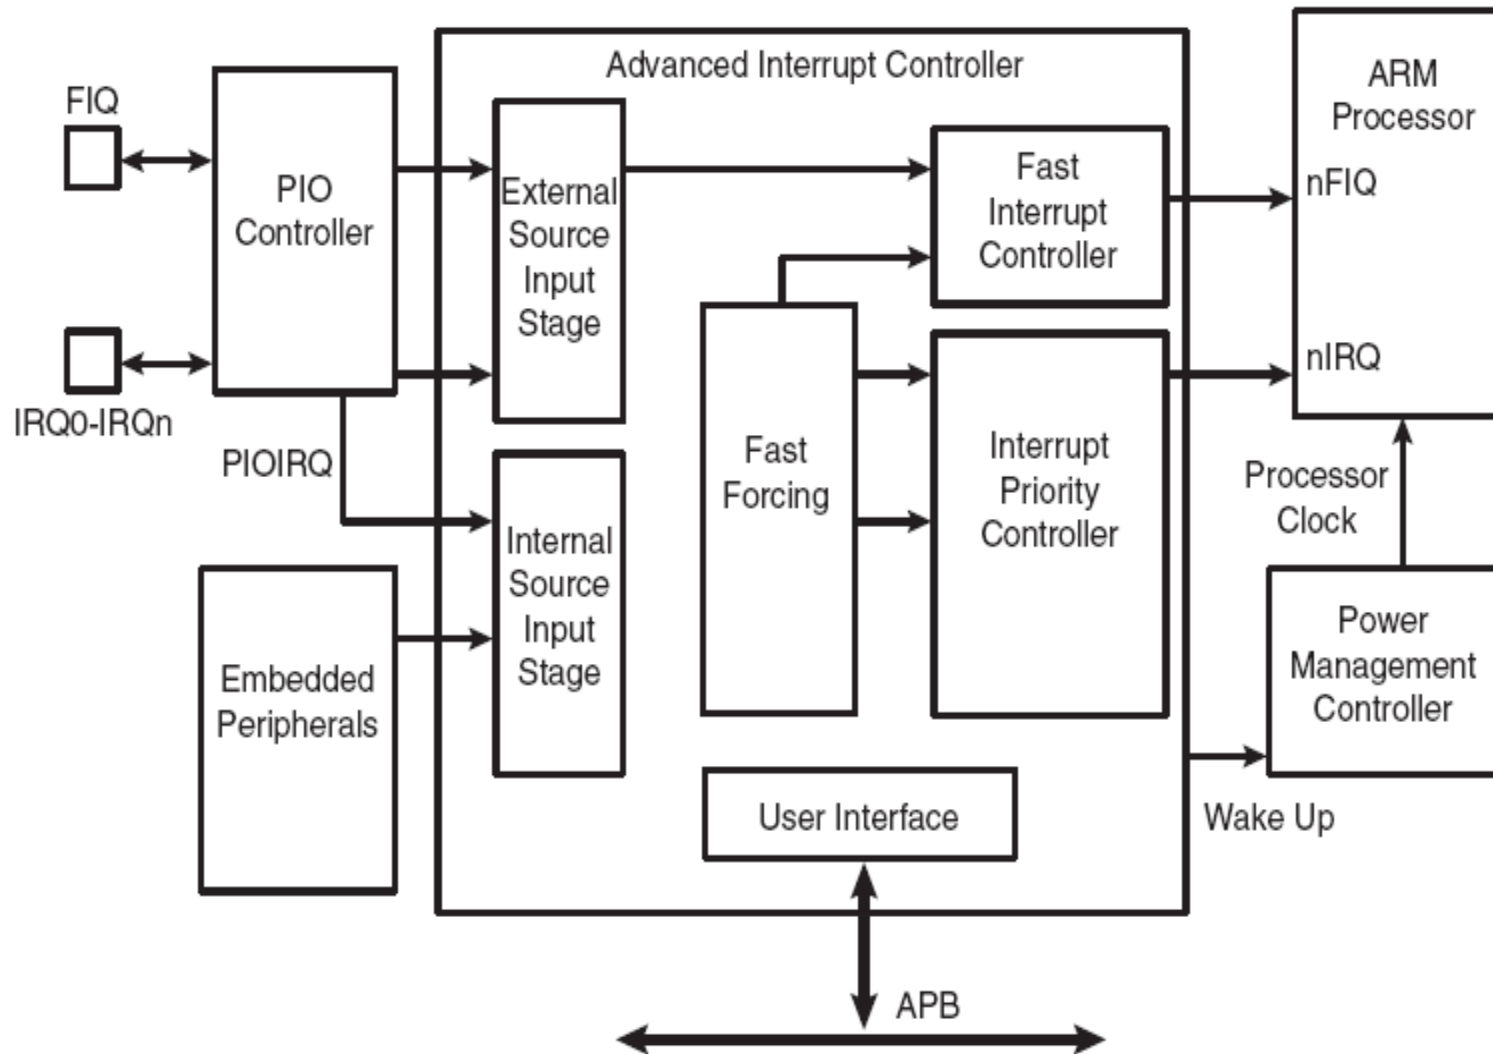 Advanced Interrupt Controller
FIQ
PIO
Controller
IRQ0-IRQn
PIOIRQ
Embedded
Peripherals
External
Source
Input
Stage
Internal
Source
Input
Stage
Fast
Forcing
Fast
Interrupt
Controller
Interrupt
Priority
Controller
User Interface
APB
ARM
Processor
nFIQ
nIRQ
Processor
Clock
Power
Management
Controller
Wake Up